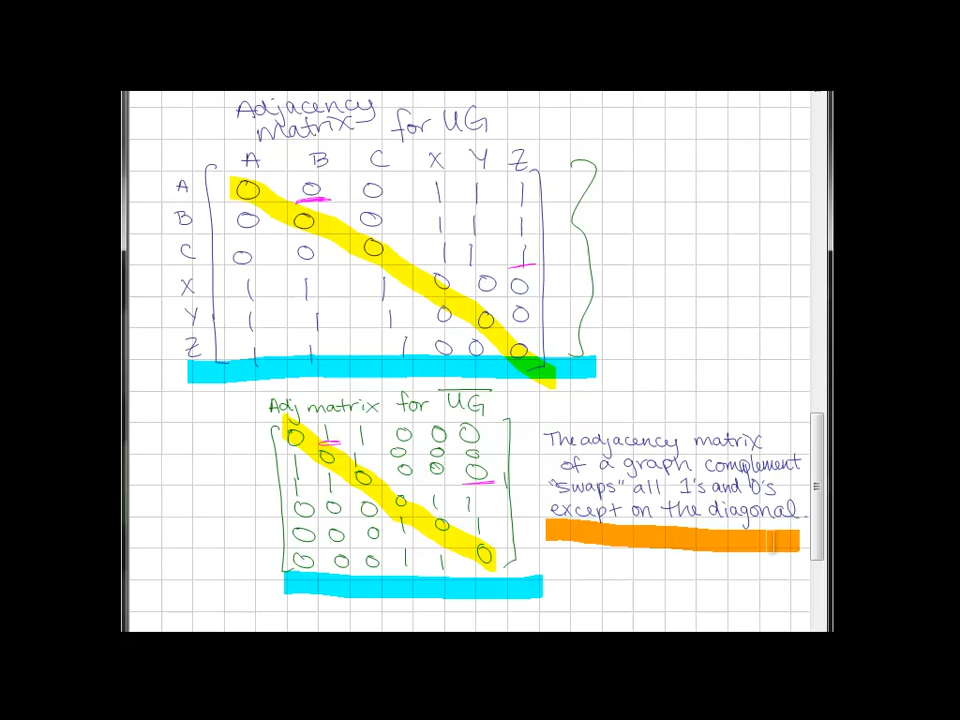 Adjacency
matrix for UG
A B C X Y Z
A 0 0 0 1 1 1
B 0 0 0 1 1 1
C 0 0 0 1 1 1
X 1 1 1 0 0 0
Y 1 1 1 0 0 0
Z 1 1 1 0 0 0
Adj matrix for UG
0 1 1 0 0 0
1 0 1 0 0 0
1 1 0 0 0 0
0 0 0 0 1 1
0 0 0 1 0 1
0 0 0 1 1 0
The adjacency matrix
of a graph complement
"swaps" all 1's and 0's
except on the diagonal.